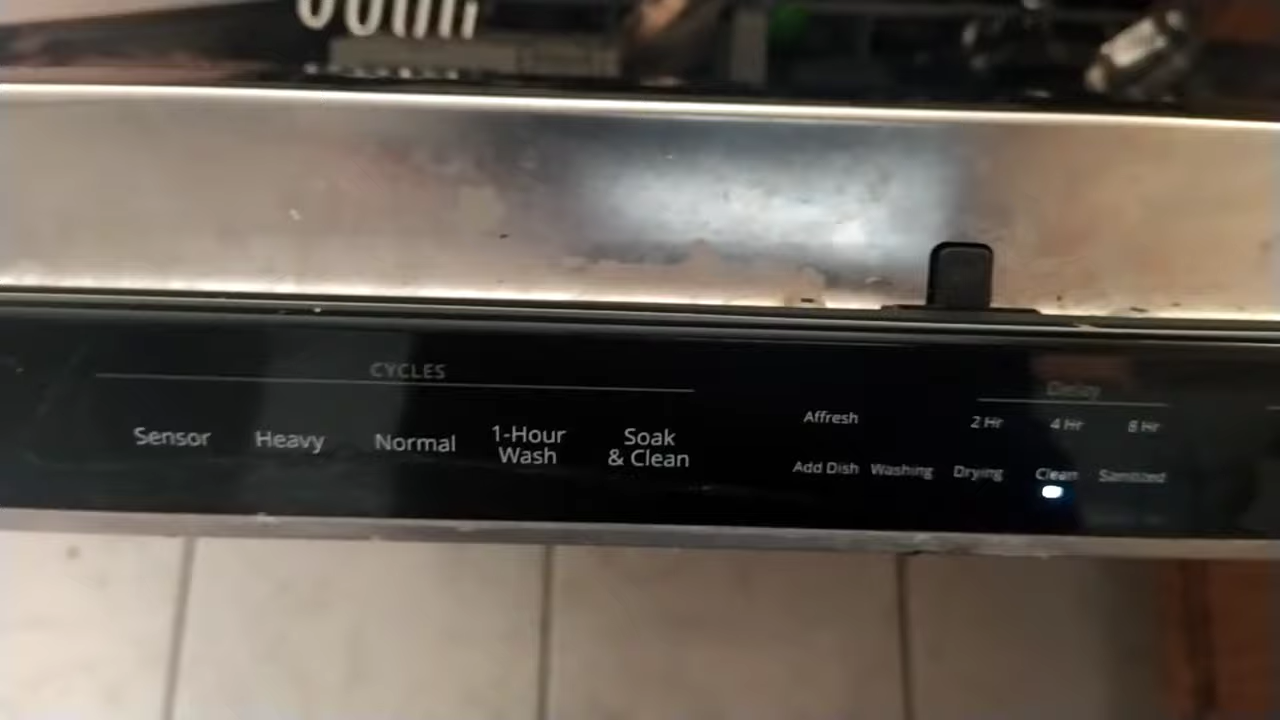 CYCLES
Sensor
Heavy
Normal
1-Hour
Wash
Soak
& Clean
Affresh
Delay
2 Hr
4 Hr
8 Hr
Add Dish
Washing
Drying
Clean
Sanitized